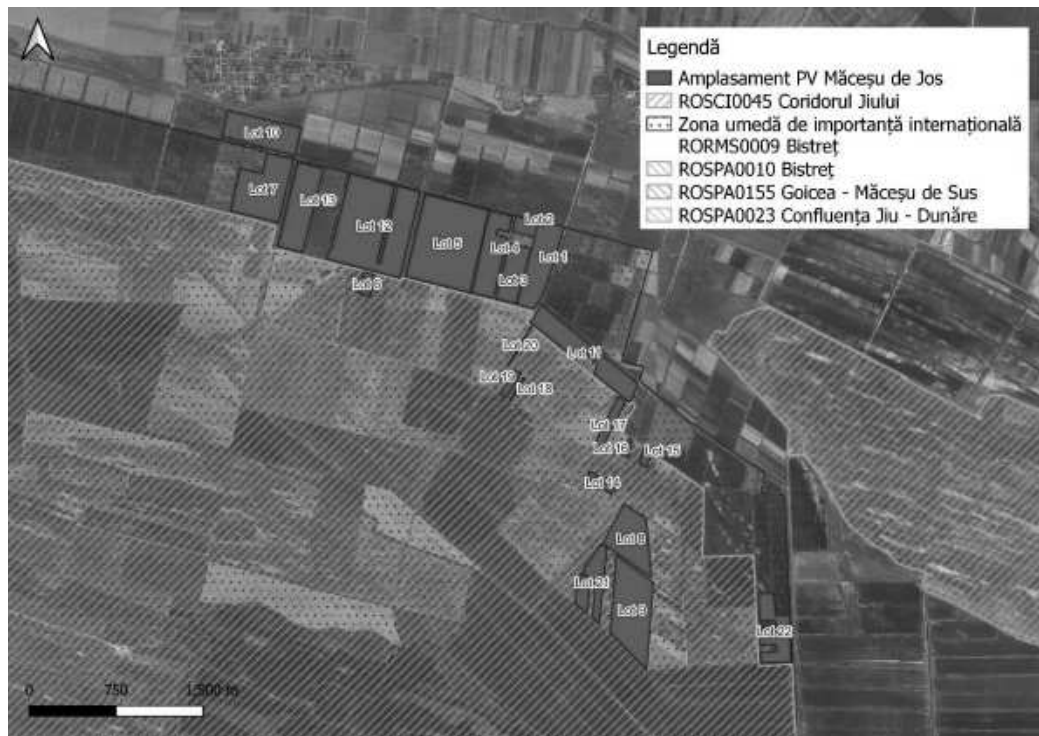 Legendă
Amplasament PV Măceșu de Jos
ROSCI0045 Coridorul Jiului
Zona umedă de importanță internațională
RORMS0009 Bistreț
ROSPA0010 Bistreț
ROSPA0155 Goicea - Măceșu de Sus
ROSPA0023 Confluența Jiu - Dunăre
Lot 10
Lot 7
Lot 13
Lot 12
Lot 5
Lot 2
Lot 4
Lot 1
Lot 3
Lot 6
Lot 20
Lot 11
Lot 19
Lot 18
Lot 17
Lot 16
Lot 15
Lot 14
Lot 8
Lot 21
Lot 9
Lot 22
0 750 1,500 m